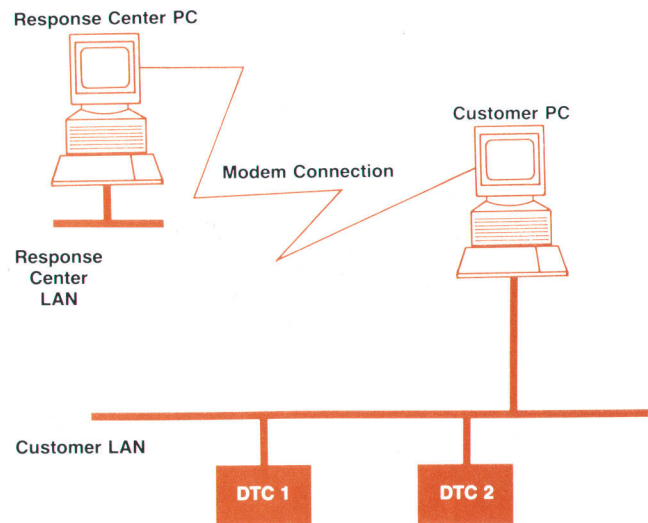 Response Center PC
Customer PC
Modem Connection
Response
Center
LAN
Customer LAN
DTC 1
DTC 2